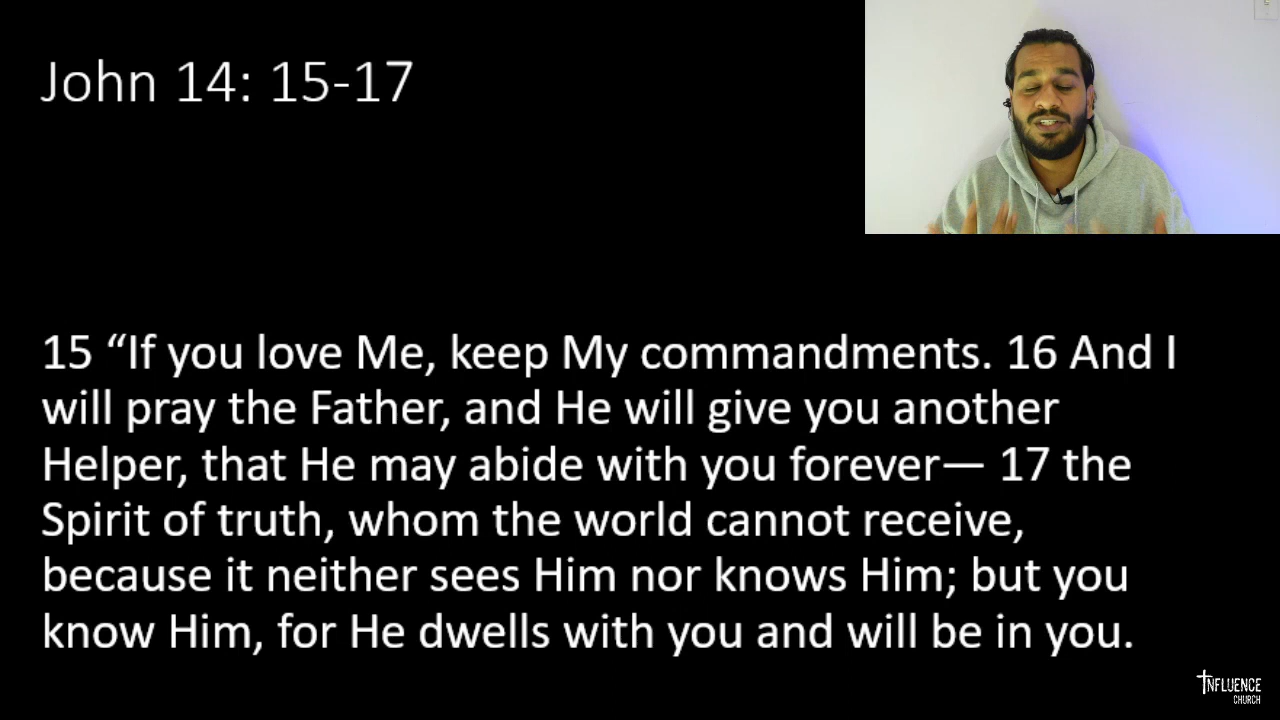 John 14: 15-17
15 “If you love Me, keep My commandments. 16 And I
will pray the Father, and He will give you another
Helper, that He may abide with you forever— 17 the
Spirit of truth, whom the world cannot receive,
because it neither sees Him nor knows Him; but you
know Him, for He dwells with you and will be in you.
INFLUENCE
CHURCH